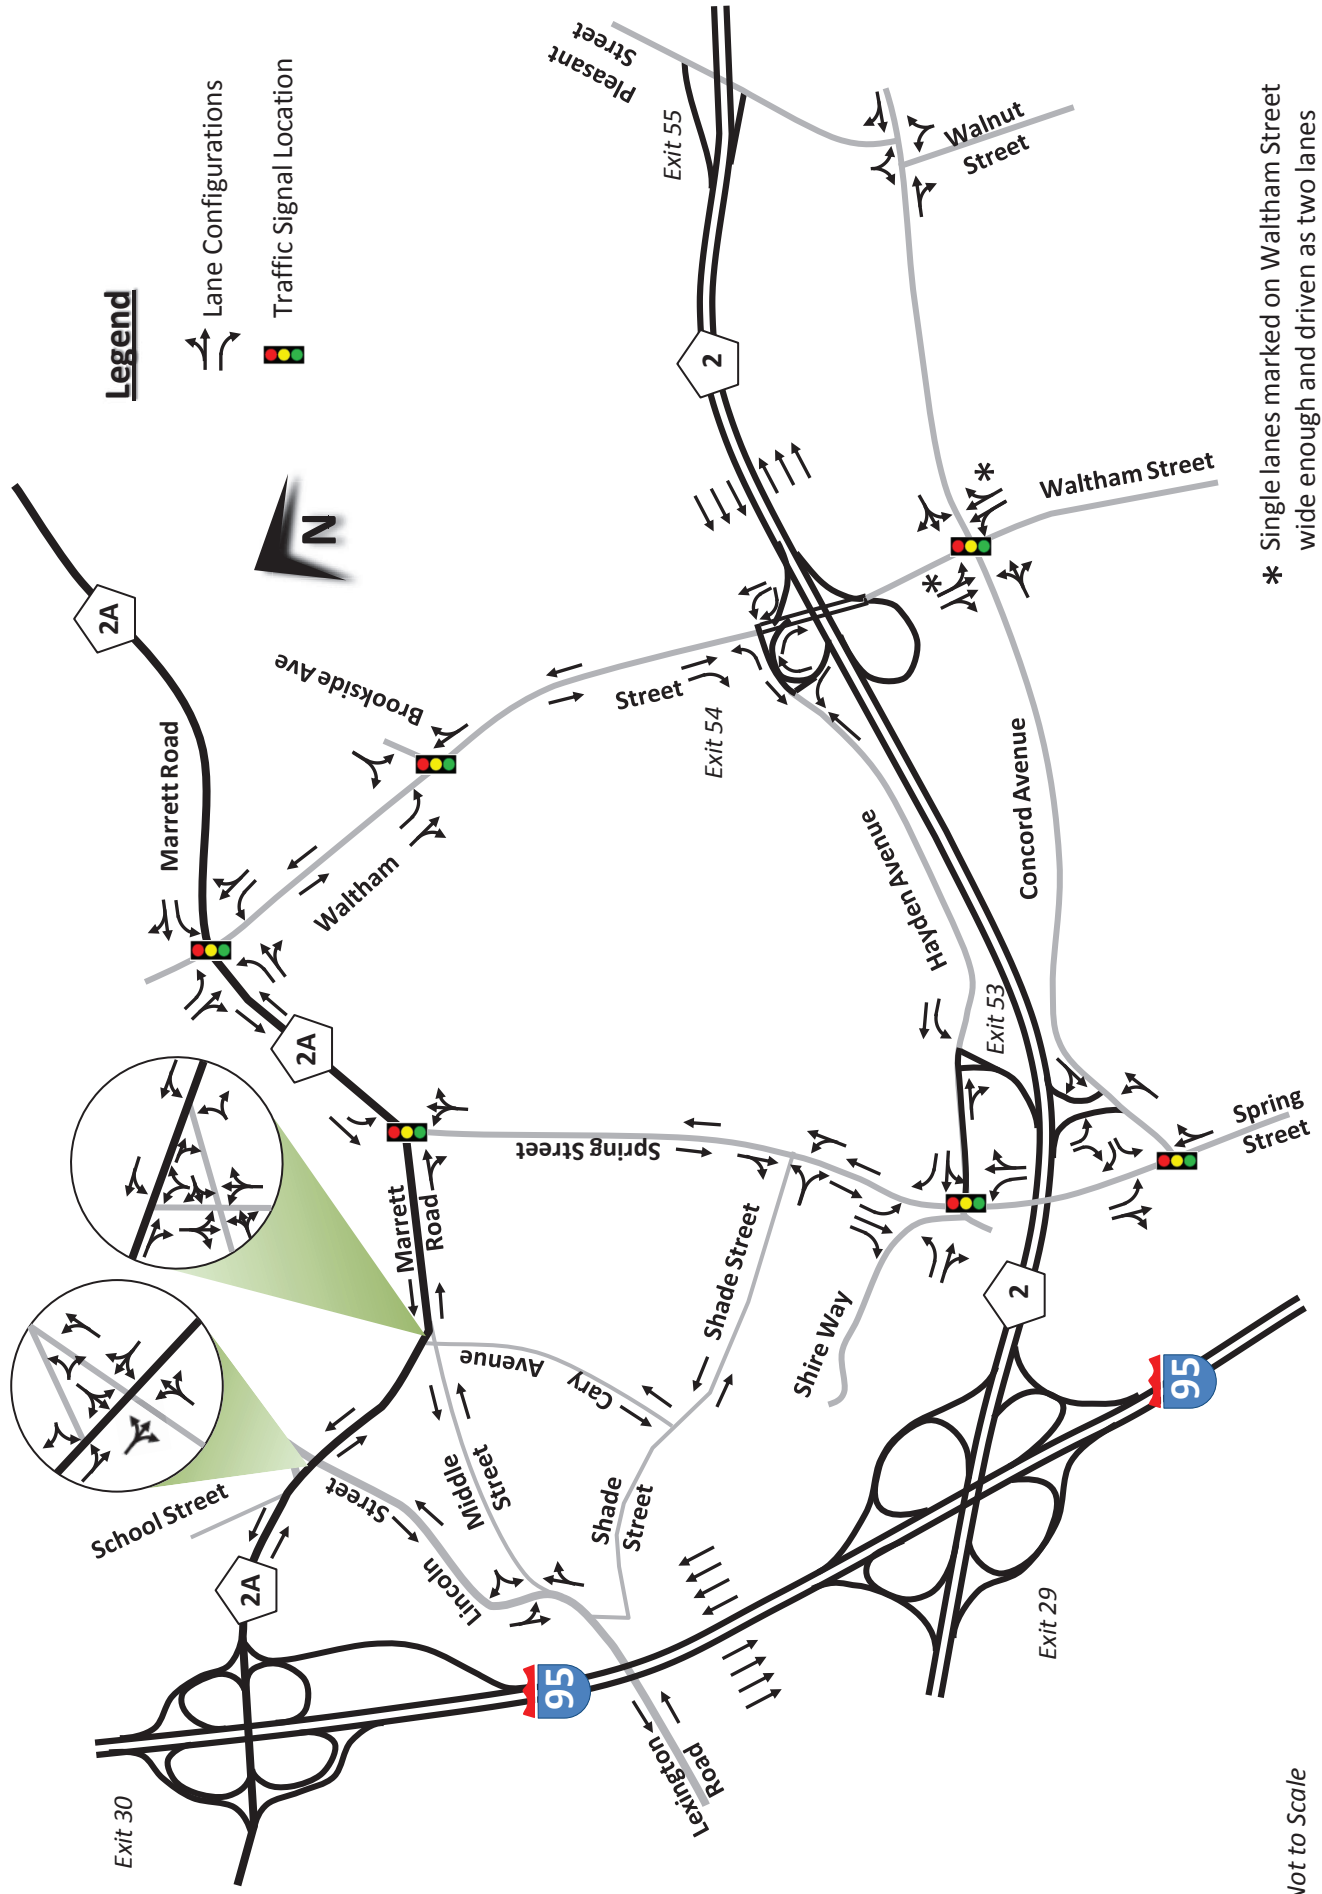 Legend
Lane Configurations
Traffic Signal Location
N
2A
Marrett Road
Brookside Ave
Waltham
Street
Exit 54
Pleasant
Street
Exit 55
2
Walnut
Street
Waltham Street
*
*
* Single lanes marked on Waltham Street
wide enough and driven as two lanes
Concord Avenue
Hayden Avenue
Exit 53
Spring
Street
2A
Spring Street
Marrett
Road
Shade Street
Shire Way
2
95
Cary
Avenue
Middle
Street
Shade
Street
School Street
Lincoln
Street
2A
95
Lexington
Road
Exit 29
Exit 30
Not to Scale